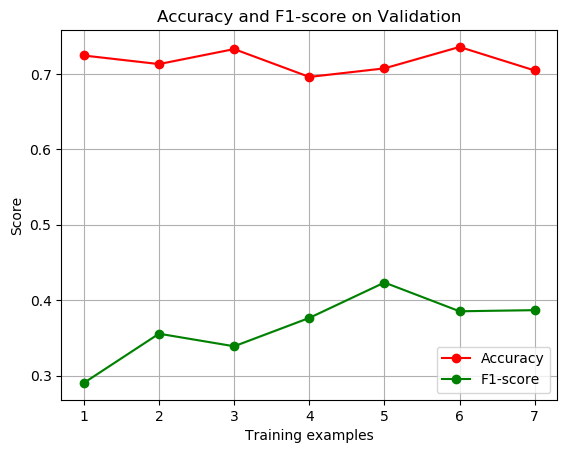 Accuracy and F1-score on Validation
Score
0.7
0.6
0.5
0.4
0.3
Accuracy
F1-score
1 2 3 4 5 6 7
Training examples